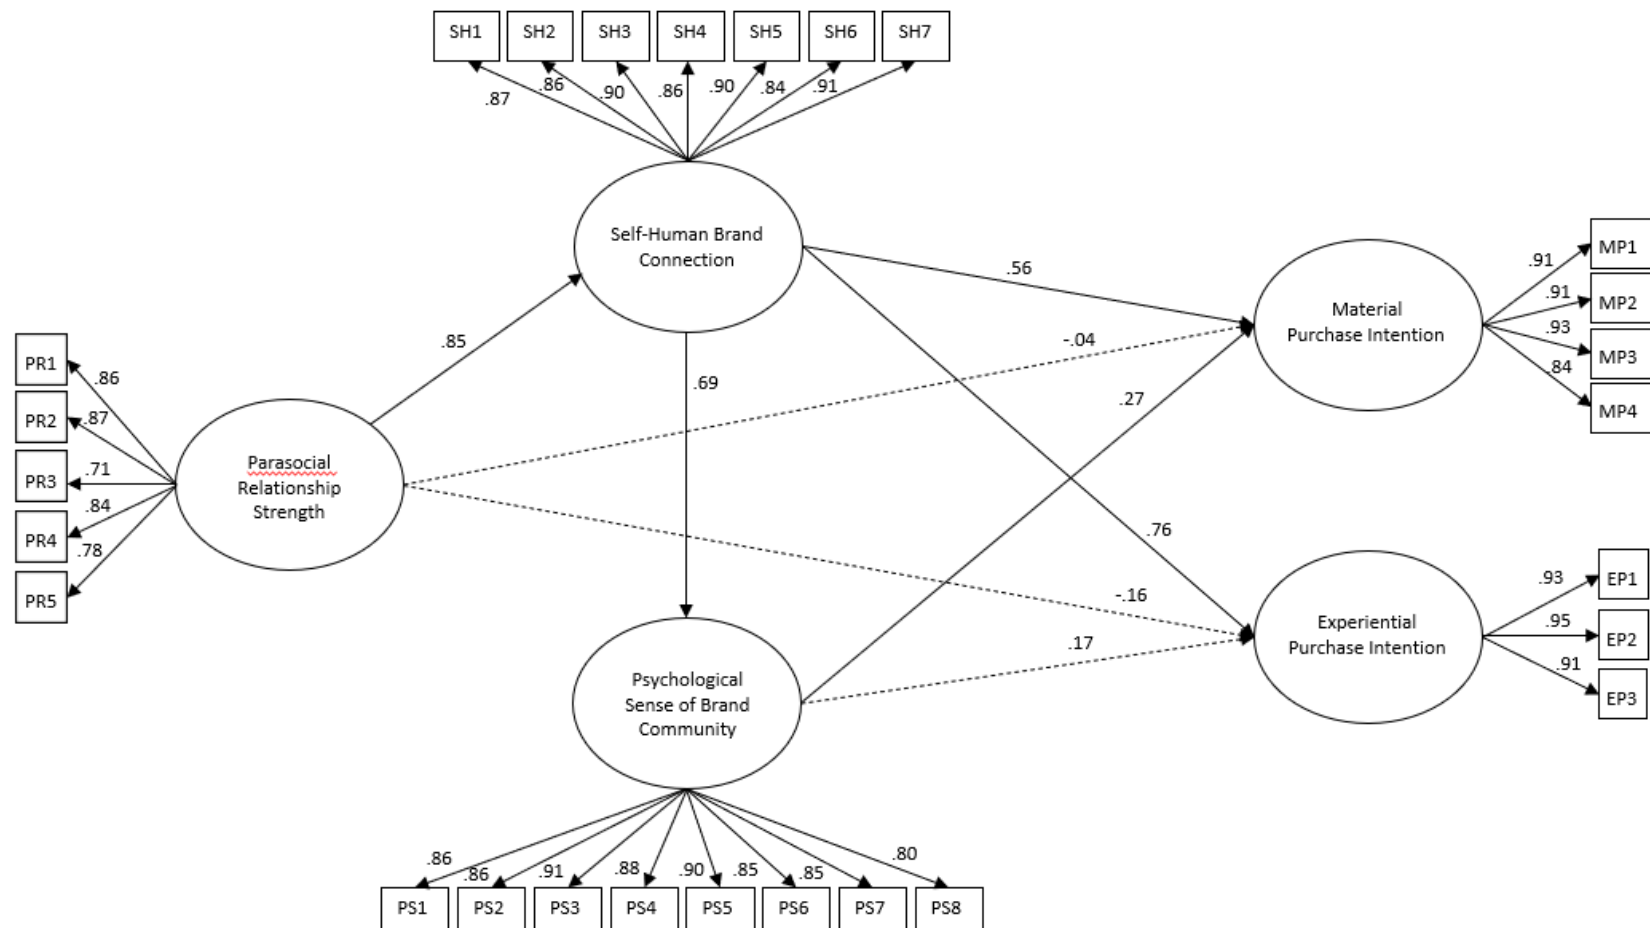 SH1 SH2 SH3 SH4 SH5 SH6 SH7
.87 .86 .90 .86 .90 .84 .91
Self-Human Brand
Connection
.56
Material
Purchase Intention
.91
.91
.93
.84
MP1
MP2
MP3
MP4
.85
-.04
.69
.27
PR1
PR2
PR3
PR4
PR5
.86
.87
.71
.84
.78
Parasocial
Relationship
Strength
.76
-.16
.17
Experiential
Purchase Intention
.93
.95
.91
EP1
EP2
EP3
Psychological
Sense of Brand
Community
.86 .86 .91 .88 .90 .85 .85 .80
PS1 PS2 PS3 PS4 PS5 PS6 PS7 PS8